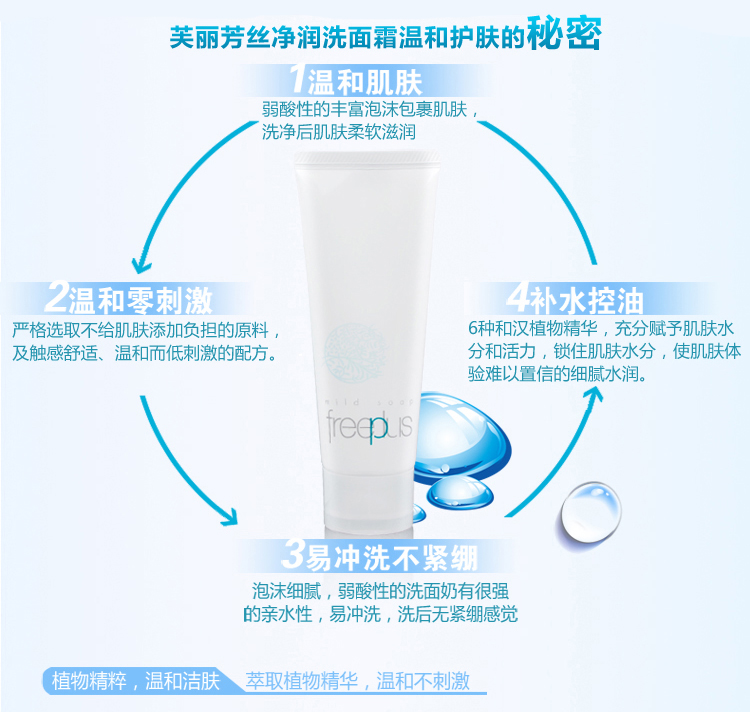 芙丽芳丝净润洗面霜温和护肤的秘密
1温和肌肤
弱酸性的丰富泡沫包裹肌肤，
洗净后肌肤柔软滋润
2温和零刺激
严格选取不给肌肤添加负担的原料，
及触感舒适、温和而低刺激的配方。
4补水控油
6种和汉植物精华，充分赋予肌肤水
分和活力，锁住肌肤水分，使肌肤体
验难以置信的细腻水润。
mild soap
freeplus
3易冲洗不紧绷
泡沫细腻，弱酸性的洗面奶有很强
的亲水性，易冲洗，洗后无紧绷感觉
植物精粹，温和洁肤 萃取植物精华，温和不刺激